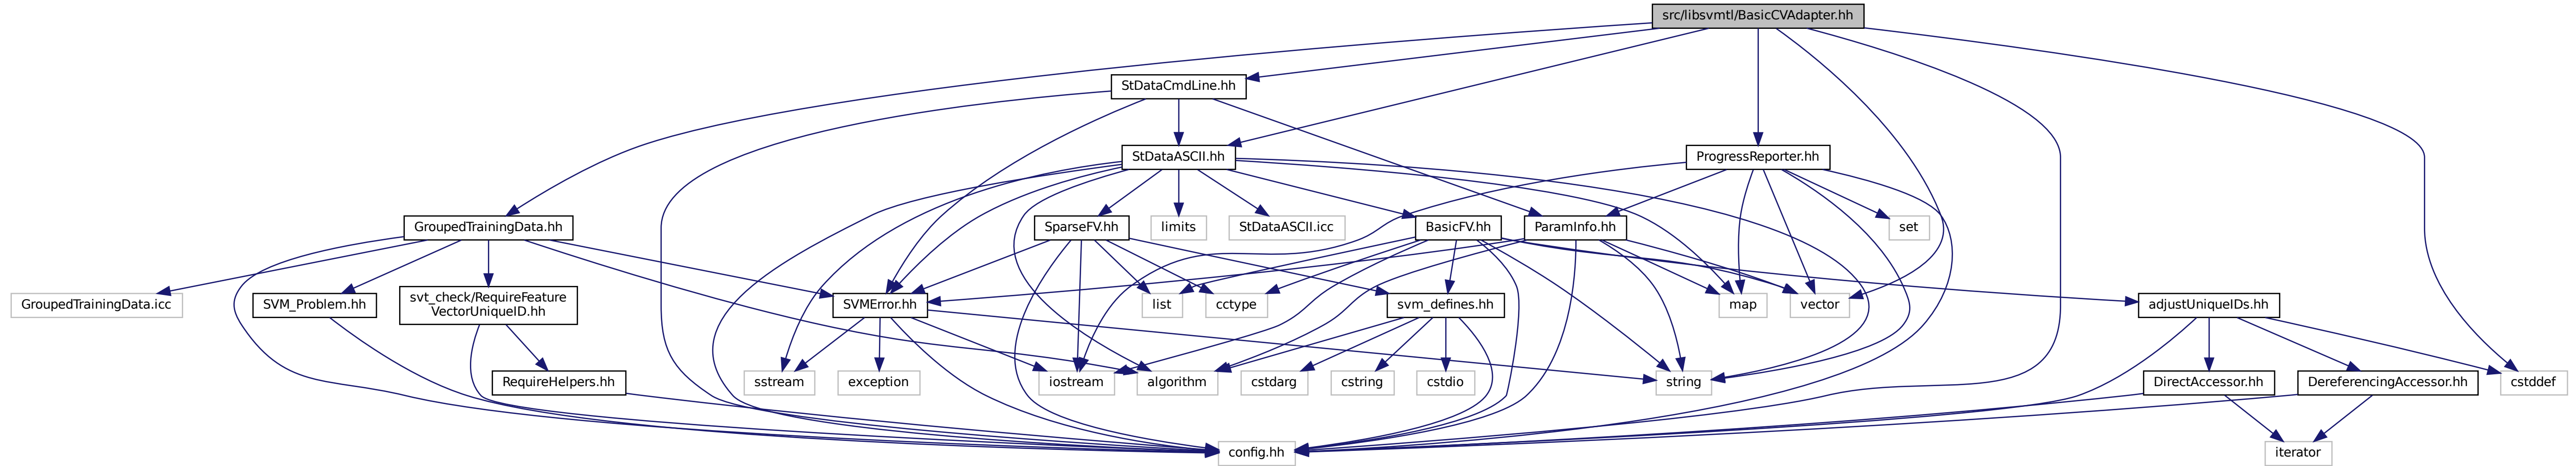 src/libsvmtl/BasicCVAdapter.hh
StDataCmdLine.hh
StDataASCII.hh
ProgressReporter.hh
GroupedTrainingData.hh
SparseFV.hh
limits
StDataASCII.icc
BasicFV.hh
ParamInfo.hh
set
GroupedTrainingData.icc
SVM_Problem.hh
svt_check/RequireFeature
VectorUniqueID.hh
SVMError.hh
list
cctype
svm_defines.hh
map
vector
adjustUniqueIDs.hh
RequireHelpers.hh
sstream
exception
iostream
algorithm
cstdarg
cstring
cstdio
string
DirectAccessor.hh
DereferencingAccessor.hh
cstddef
config.hh
iterator